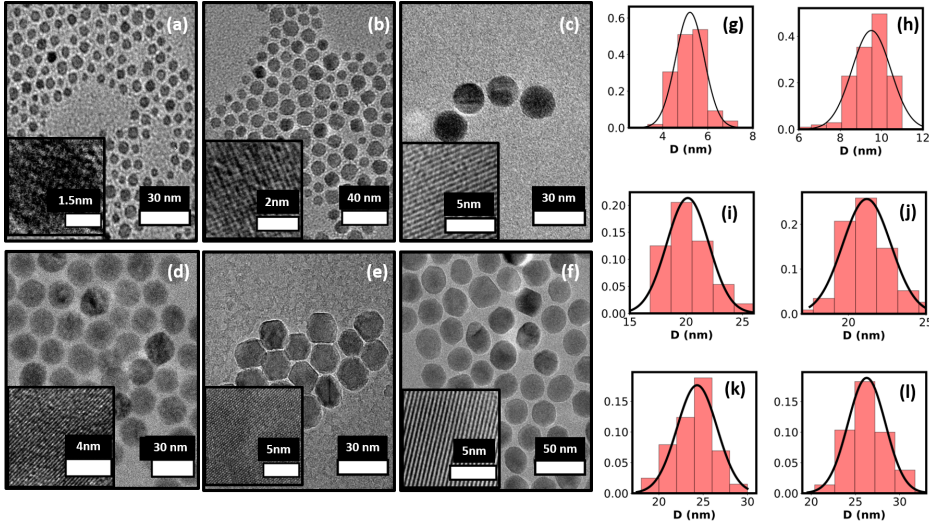 (a)
1.5nm
30 nm
(b)
2nm
40 nm
(c)
5nm
30 nm
(d)
4nm
30 nm
(e)
5nm
30 nm
(f)
5nm
50 nm
(g)
0.6
0.4
0.2
0.0
4 6 8
D (nm)
(h)
0.4
0.2
0.0
6 8 10 12
D (nm)
(i)
0.20
0.15
0.10
0.05
0.00
15 20 25
(j)
0.2
0.1
0.0
20 25
(k)
0.15
0.10
0.05
0.00
20 25 30
D (nm)
(l)
0.15
0.10
0.05
0.00
20 25 30
D (nm)